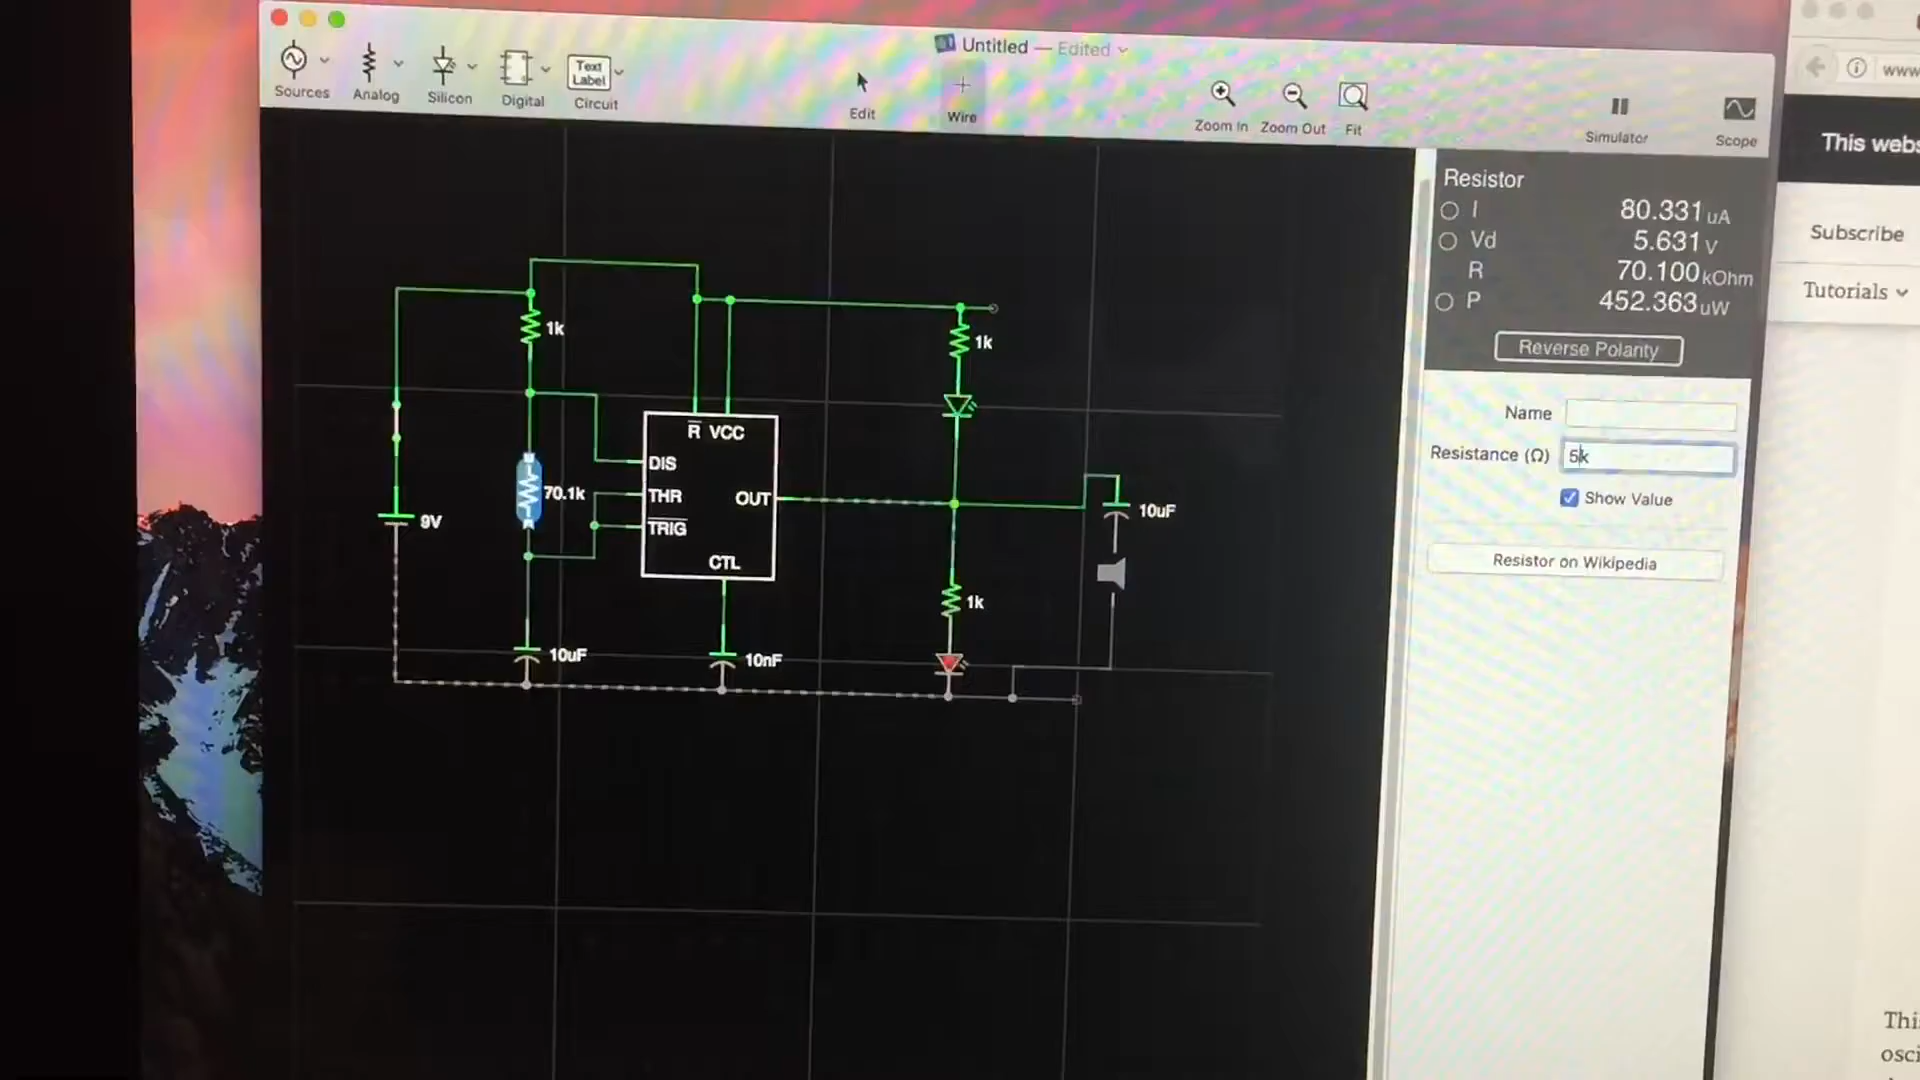 Untitled — Edited
Sources
Analog
Silicon
Digital
Text Label
Circuit
Edit
Wire
Zoom In
Zoom Out
Fit
Simulator
Scope
www
This webs
Subscribe
Tutorials
Resistor
I 80.331 uA
Vd 5.631 V
R 70.100 kOhm
P 452.363 uW
Reverse Polarity
Name
Resistance (Ω) 5k
Show Value
Resistor on Wikipedia
1k
1k
R VCC
DIS
70.1k
THR
OUT
TRIG
CTL
9V
10uF
1k
10uF
10nF
This
osci